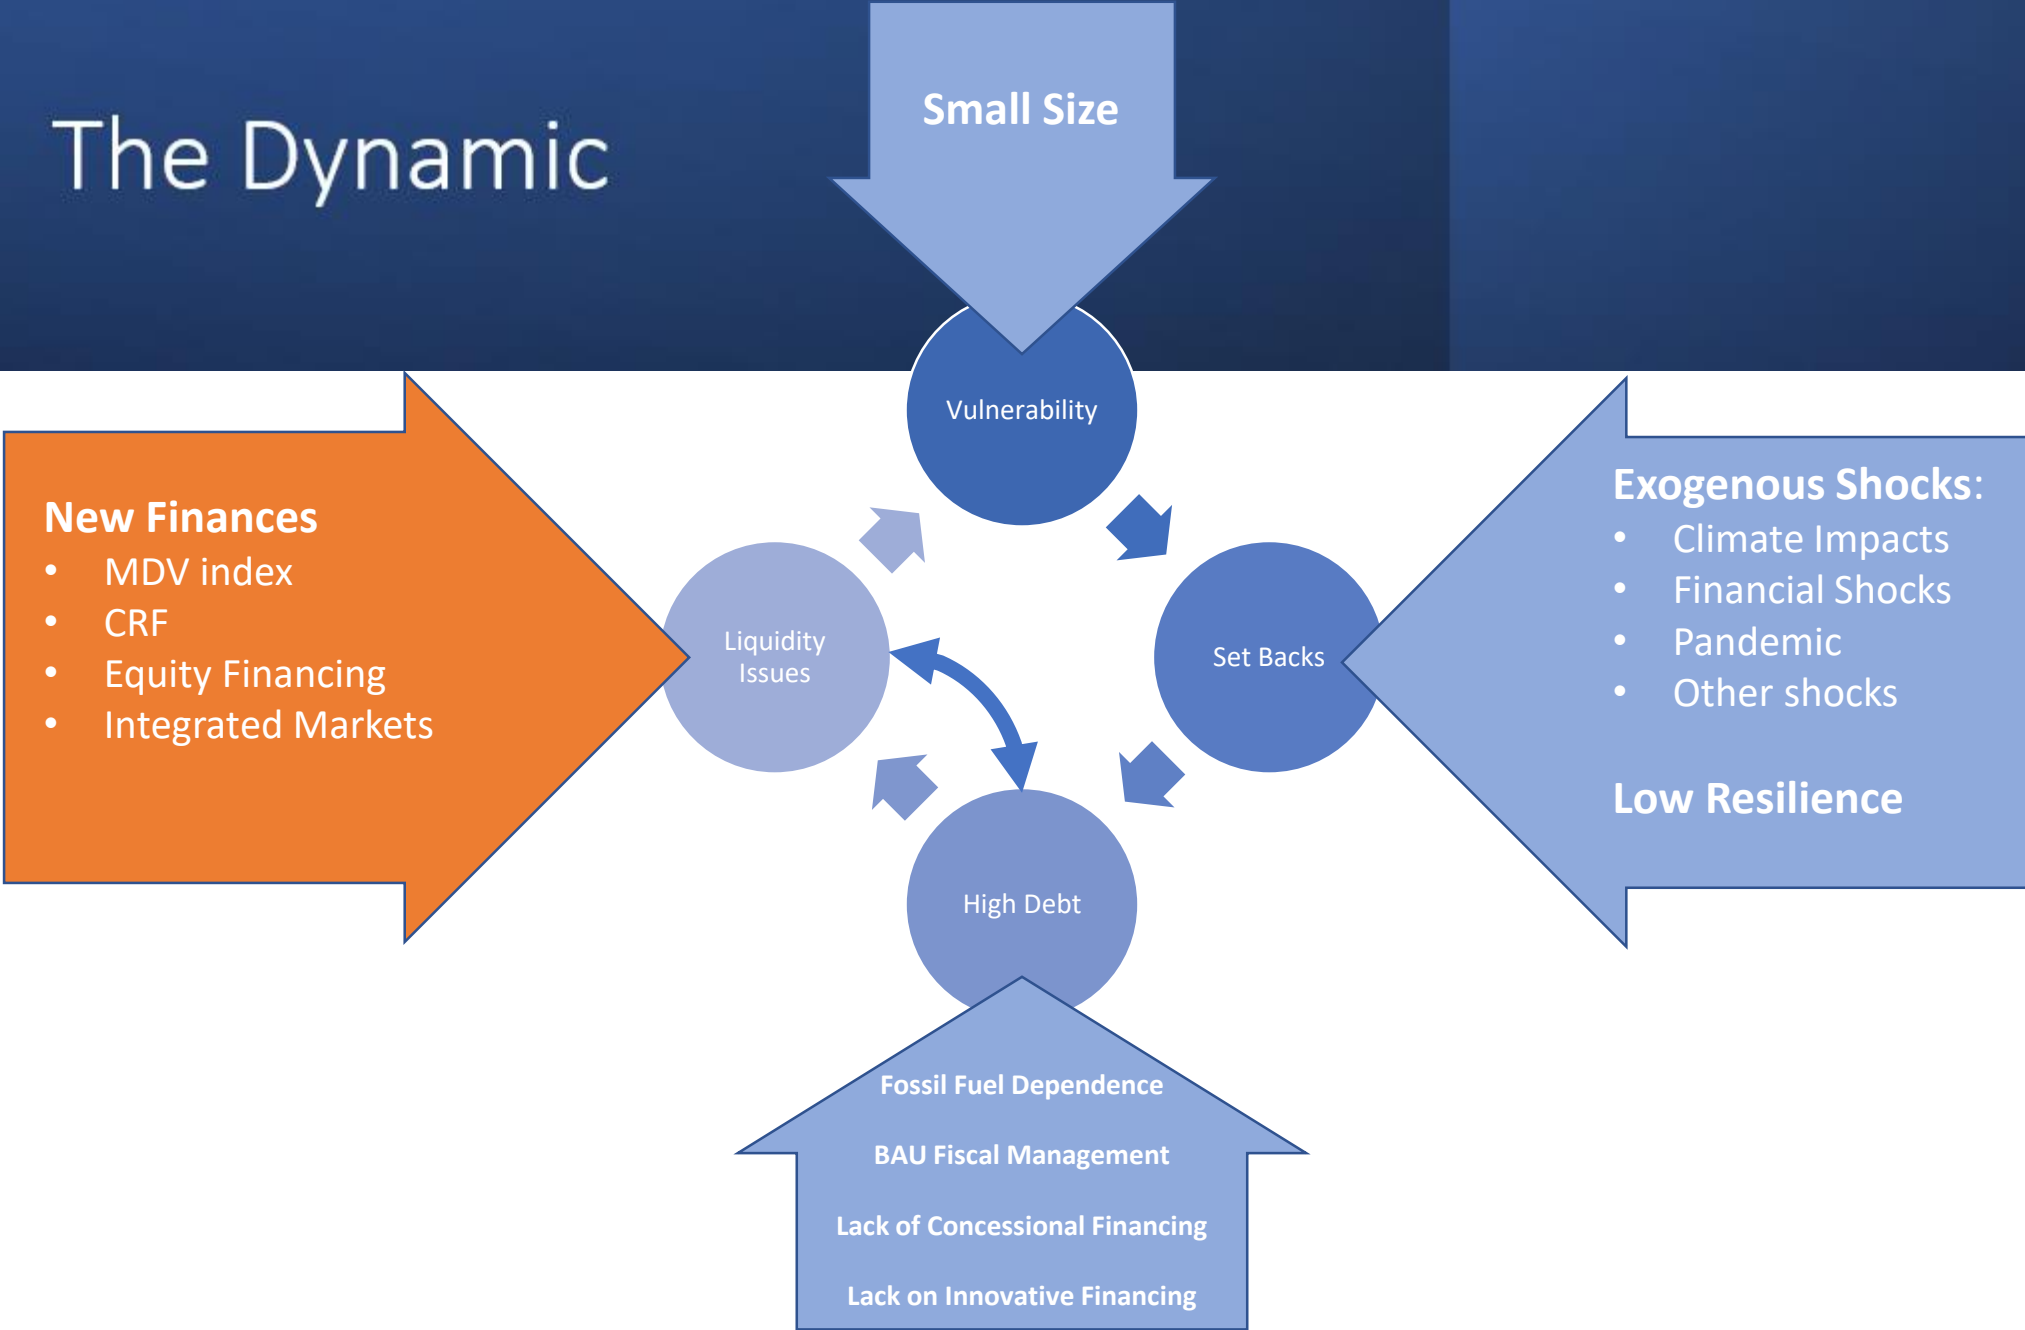 The Dynamic
Small Size
Vulnerability
New Finances
• MDV index
• CRF
• Equity Financing
• Integrated Markets
Liquidity
Issues
Set Backs
Exogenous Shocks:
• Climate Impacts
• Financial Shocks
• Pandemic
• Other shocks
Low Resilience
High Debt
Fossil Fuel Dependence
BAU Fiscal Management
Lack of Concessional Financing
Lack on Innovative Financing